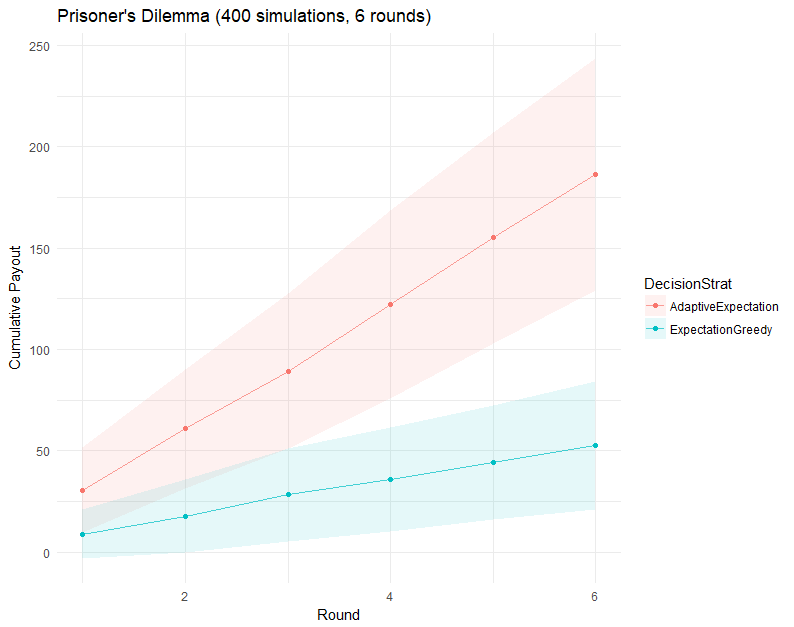 Prisoner's Dilemma (400 simulations, 6 rounds)
250
200
150
100
50
0
Cumulative Payout
2 4 6
Round
DecisionStrat
AdaptiveExpectation
ExpectationGreedy